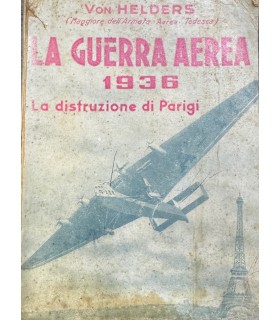 VON HELDERS
(Maggiore dell'Armata Aerea Tedesca)
LA GUERRA AEREA
1936
La distruzione di Parigi